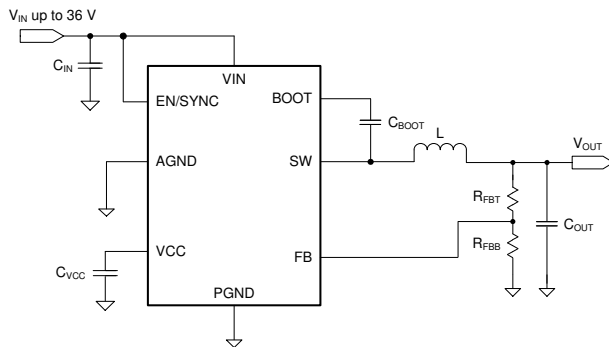 V_IN up to 36 V
C_IN
VIN
EN/SYNC
BOOT
C_BOOT
L
AGND
SW
V_OUT
R_FBT
C_OUT
VCC
FB
R_FBB
C_VCC
PGND